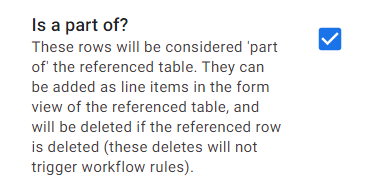 Is a part of?
These rows will be considered 'part
of' the referenced table. They can
be added as line items in the form
view of the referenced table, and
will be deleted if the referenced row
is deleted (these deletes will not
trigger workflow rules).